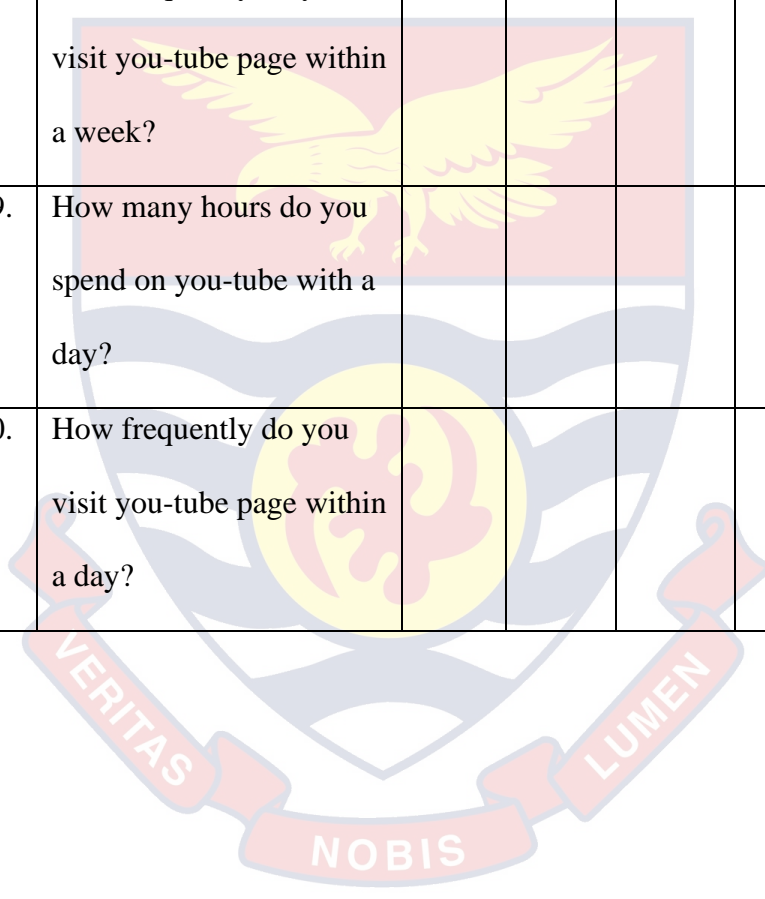 visit you-tube page within
a week?
9. How many hours do you
spend on you-tube with a
day?
0. How frequently do you
visit you-tube page within
a day?
VERITAS
NOBIS
LUMEN